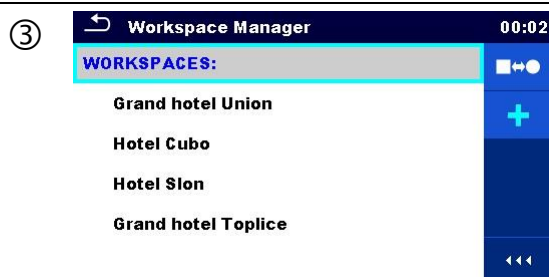 ③
Workspace Manager 00:02
WORKSPACES:
Grand hotel Union
Hotel Cubo
Hotel Slon
Grand hotel Toplice